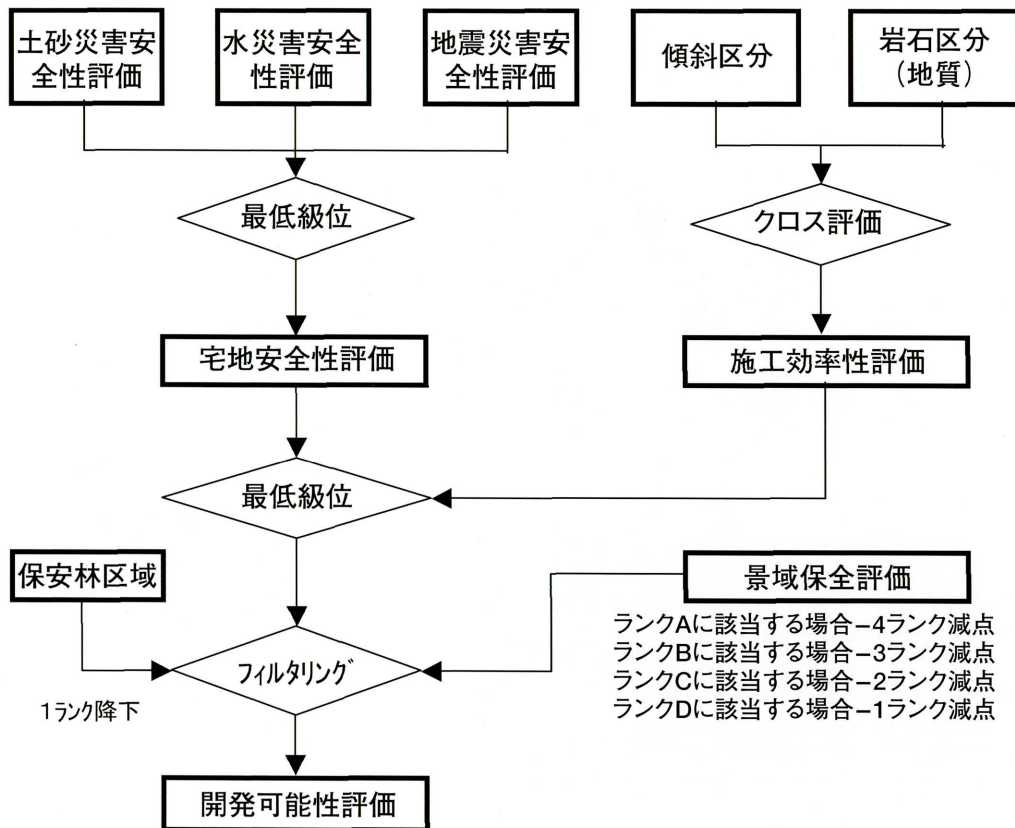 土砂災害安
全性評価
水災害安全
性評価
地震災害安
全性評価
傾斜区分
岩石区分
(地質)
最低級位
クロス評価
宅地安全性評価
施工効率性評価
最低級位
保安林区域
景域保全評価
ランクAに該当する場合−4ランク減点
ランクBに該当する場合−3ランク減点
ランクCに該当する場合−2ランク減点
ランクDに該当する場合−1ランク減点
フィルタリング
1ランク降下
開発可能性評価